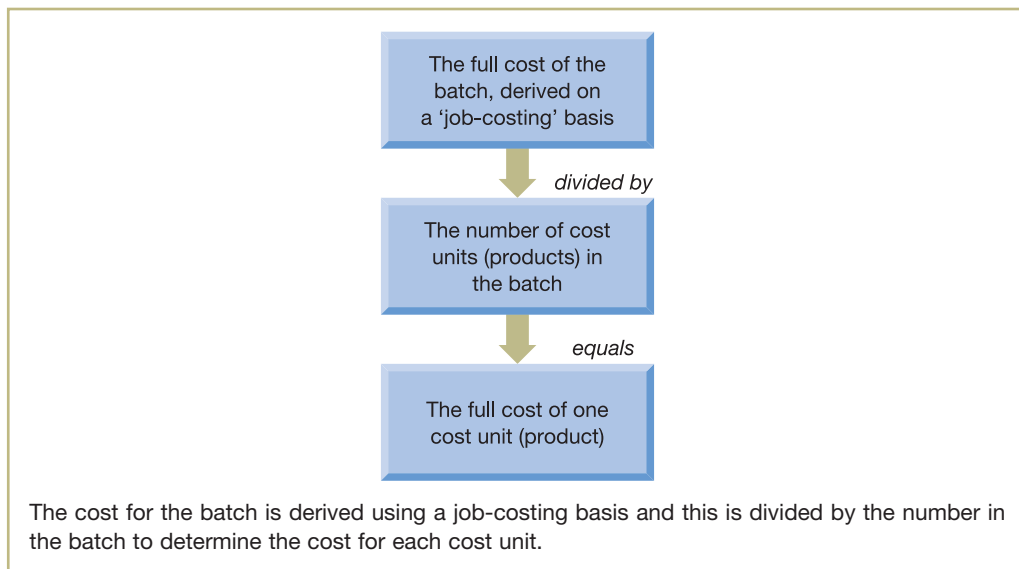 The full cost of the
batch, derived on
a ‘job-costing’ basis
divided by
The number of cost
units (products) in
the batch
equals
The full cost of one
cost unit (product)
The cost for the batch is derived using a job-costing basis and this is divided by the number in
the batch to determine the cost for each cost unit.